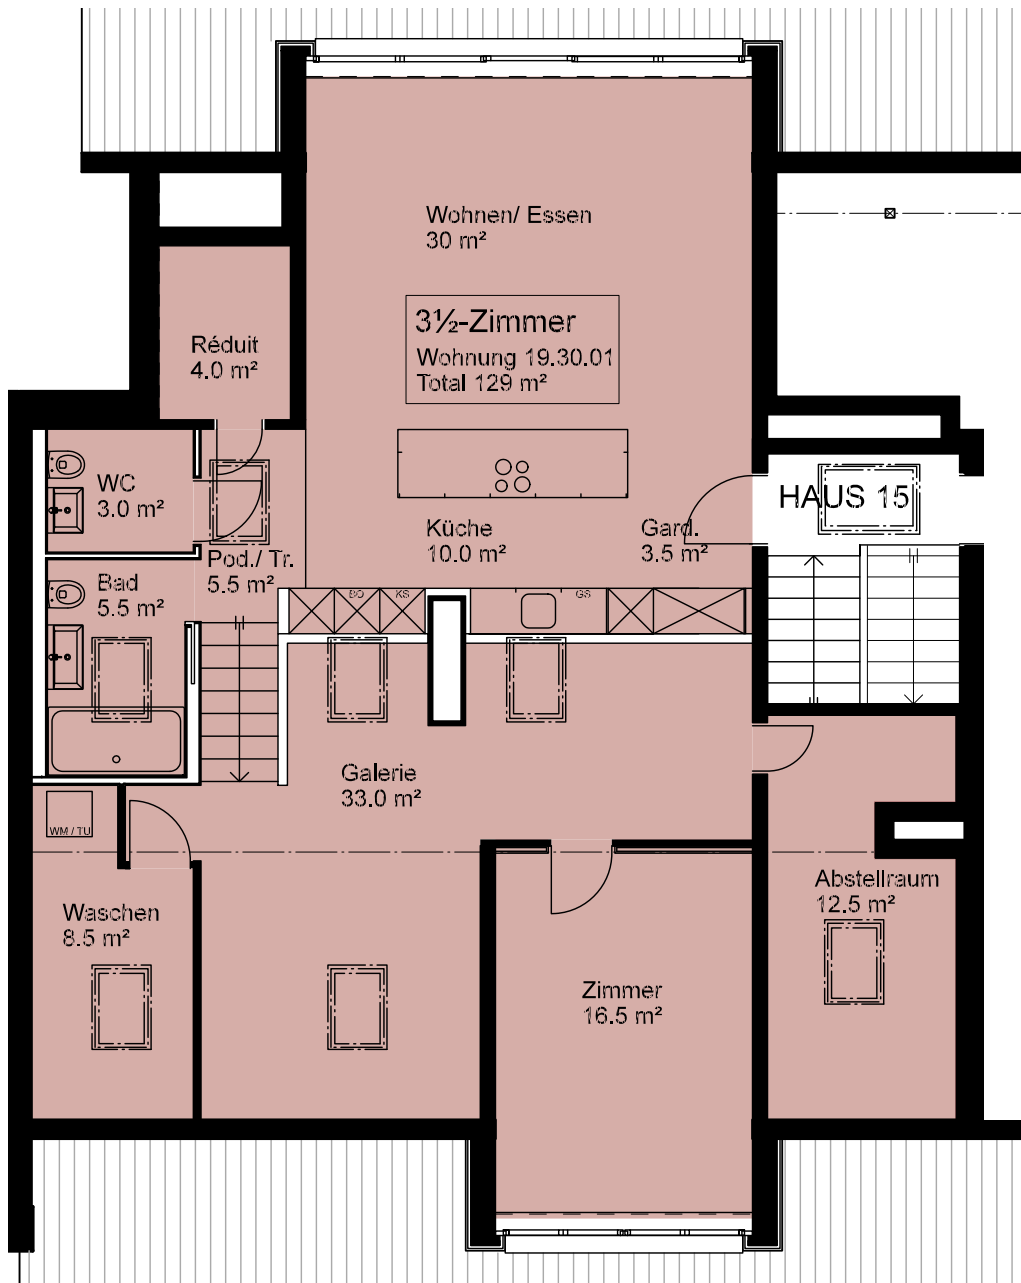 Wohnen/ Essen
30 m²
3½-Zimmer
Wohnung 19.30.01
Total 129 m²
Réduit
4.0 m²
WC
3.0 m²
HAUS 15
Küche
10.0 m²
Gard.
3.5 m²
Pod./ Tr.
5.5 m²
Bad
5.5 m²
BO
KS
GS
Galerie
33.0 m²
WM / TU
Abstellraum
12.5 m²
Waschen
8.5 m²
Zimmer
16.5 m²